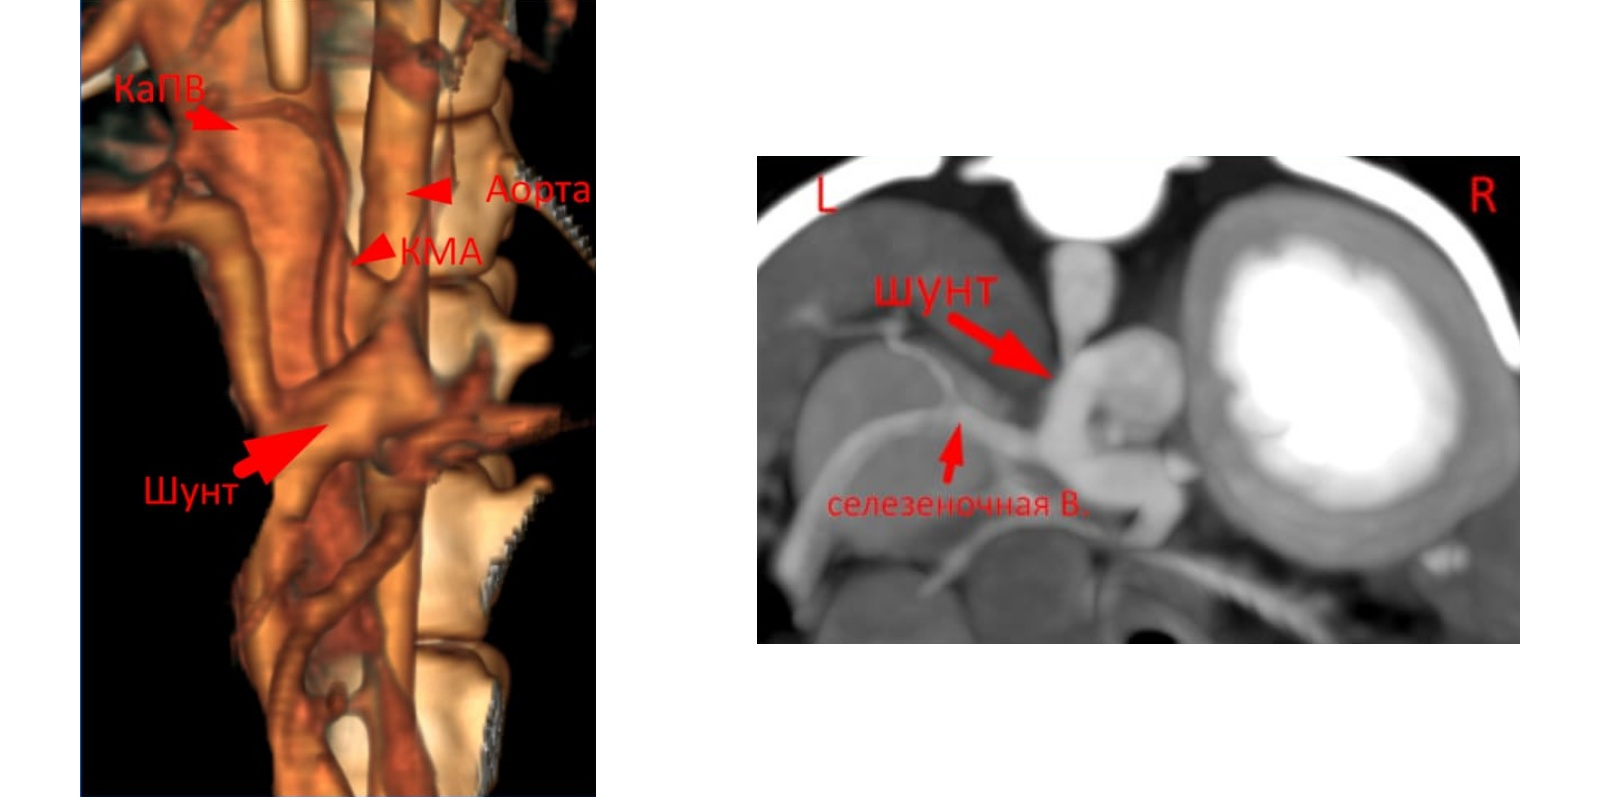 КаПВ
Аорта
КМА
Шунт
L
R
шунт
селезеночная В.